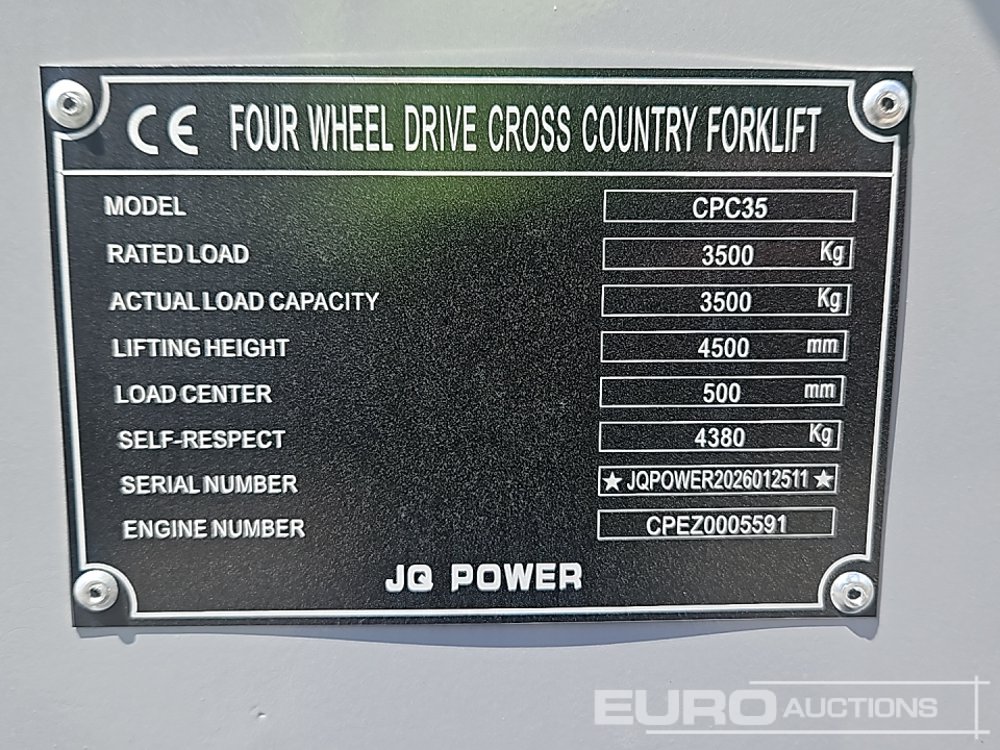 CE FOUR WHEEL DRIVE CROSS COUNTRY FORKLIFT
MODEL CPC35
RATED LOAD 3500 Kg
ACTUAL LOAD CAPACITY 3500 Kg
LIFTING HEIGHT 4500 mm
LOAD CENTER 500 mm
SELF-RESPECT 4380 Kg
SERIAL NUMBER ★ JQPOWER2026012511 ★
ENGINE NUMBER CPEZ0005591
JQ POWER
EURO AUCTIONS